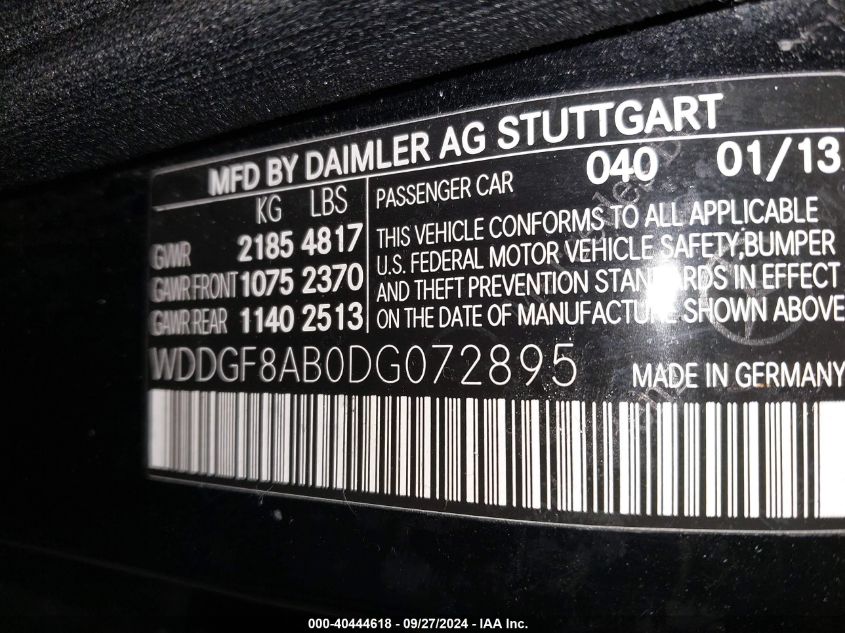 MFD BY DAIMLER AG STUTTGART
KG LBS
GVWR 2185 4817
GAWR FRONT 1075 2370
GAWR REAR 1140 2513
PASSENGER CAR 040 01/13
THIS VEHICLE CONFORMS TO ALL APPLICABLE
U.S. FEDERAL MOTOR VEHICLE SAFETY, BUMPER
AND THEFT PREVENTION STANDARDS IN EFFECT
ON THE DATE OF MANUFACTURE SHOWN ABOVE
WDDGF8AB0DG072895
MADE IN GERMANY
000-40444618 - 09/27/2024 - IAA Inc.